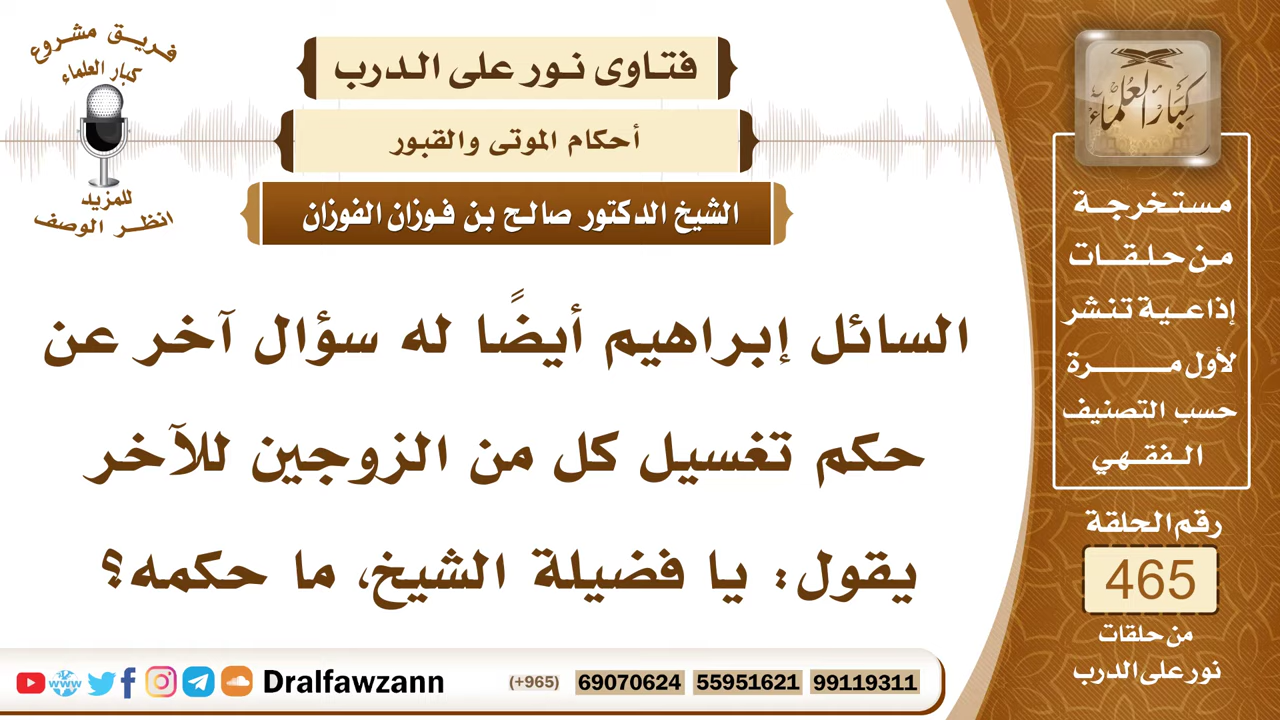 فريق مشروع
كبار العلماء
للمزيد
انظر الوصف
فتاوى نور على الدرب
أحكام الموتى والقبور
الشيخ الدكتور صالح بن فوزان الفوزان
السائل إبراهيم أيضًا له سؤال آخر عن
حكم تغسيل كل من الزوجين للآخر
يقول: يا فضيلة الشيخ، ما حكمه؟
كبار العلماء
مستخرجة
من حلقات
إذاعية تنشر
لأول مرة
حسب التصنيف
الفقهي
رقم الحلقة
465
من حلقات
نور على الدرب
www Dralfawzann (+965) 69070624 55951621 99119311